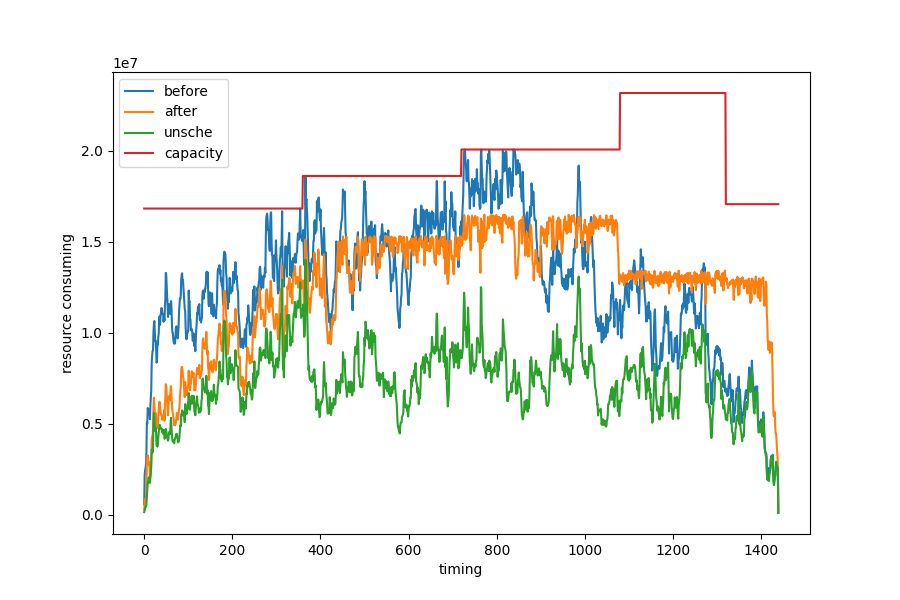 1e7
before
after
unsche
capacity
2.0
1.5
1.0
0.5
0.0
resource consuming
0 200 400 600 800 1000 1200 1400
timing